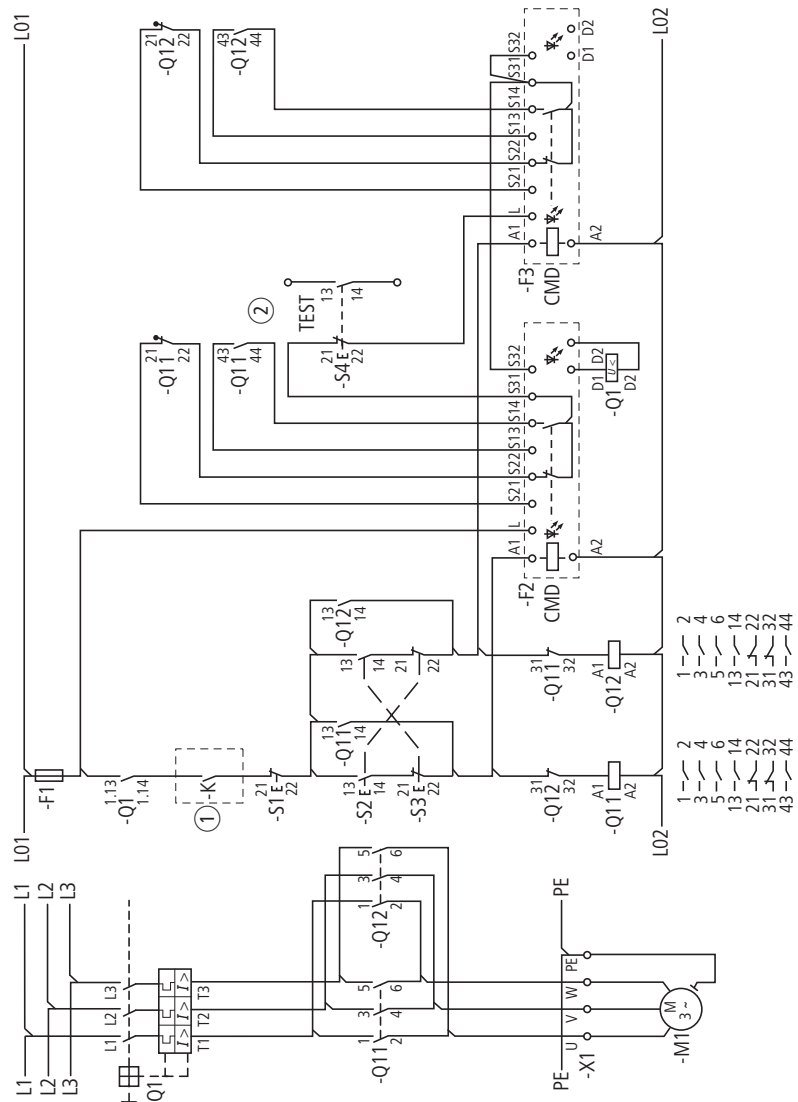 L01
L01
-F1
-Q1
1.13
1.14
1
-K
-S1
21
22
E
-S2
13
14
E
-S3
21
22
E
-Q11
13
14
-Q12
13
14
13
14
21
22
-Q12
31
32
-Q11
31
32
-Q11
A1
A2
-Q12
A1
A2
L02
L02
1 2
3 4
5 6
13 14
21 22
31 32
43 44
1 2
3 4
5 6
13 14
21 22
31 32
43 44
-Q11
21
22
-Q11
43
44
2
TEST
13
14
-S4
E
21
22
-Q12
21
22
-Q12
43
44
-F2
CMD
A1
L
S21
S22
S13
S14
S31
S32
A2
D1
D2
-Q1
U <
D2
-F3
CMD
A1
L
S21
S22
S13
S14
S31
S32
A2
D1
D2
L1
L2
L3
L1
L2
L3
Q1
L1
L2
L3
I >
I >
I >
T1
T2
T3
-Q11
1
3
5
2
4
6
-Q12
1
3
5
2
4
6
PE
PE
-X1
U
V
W
PE
M
3 ~
-M1